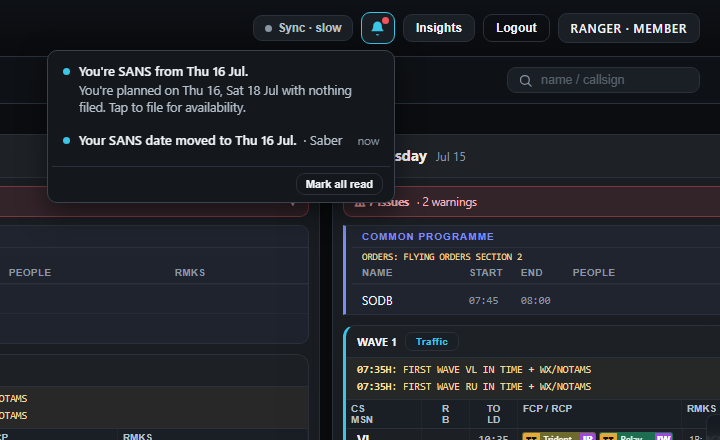 Sync · slow
Insights
Logout
RANGER · MEMBER
name / callsign
You're SANS from Thu 16 Jul.
You're planned on Thu 16, Sat 18 Jul with nothing
filed. Tap to file for availability.
Your SANS date moved to Thu 16 Jul. · Saber now
Mark all read
sday Jul 15
Issues · 2 warnings
COMMON PROGRAMME
ORDERS: FLYING ORDERS SECTION 2
NAME START END PEOPLE
SODB 07:45 08:00
PEOPLE RMKS
WAVE 1 Traffic
07:35H: FIRST WAVE VL IN TIME + WX/NOTAMS
07:35H: FIRST WAVE RU IN TIME + WX/NOTAMS
OTAMS
OTAMS
CS
MSN
R
B
TO
LD
FCP / RCP
RMKS
CP RMKS
VL 10:35 Trident Relay